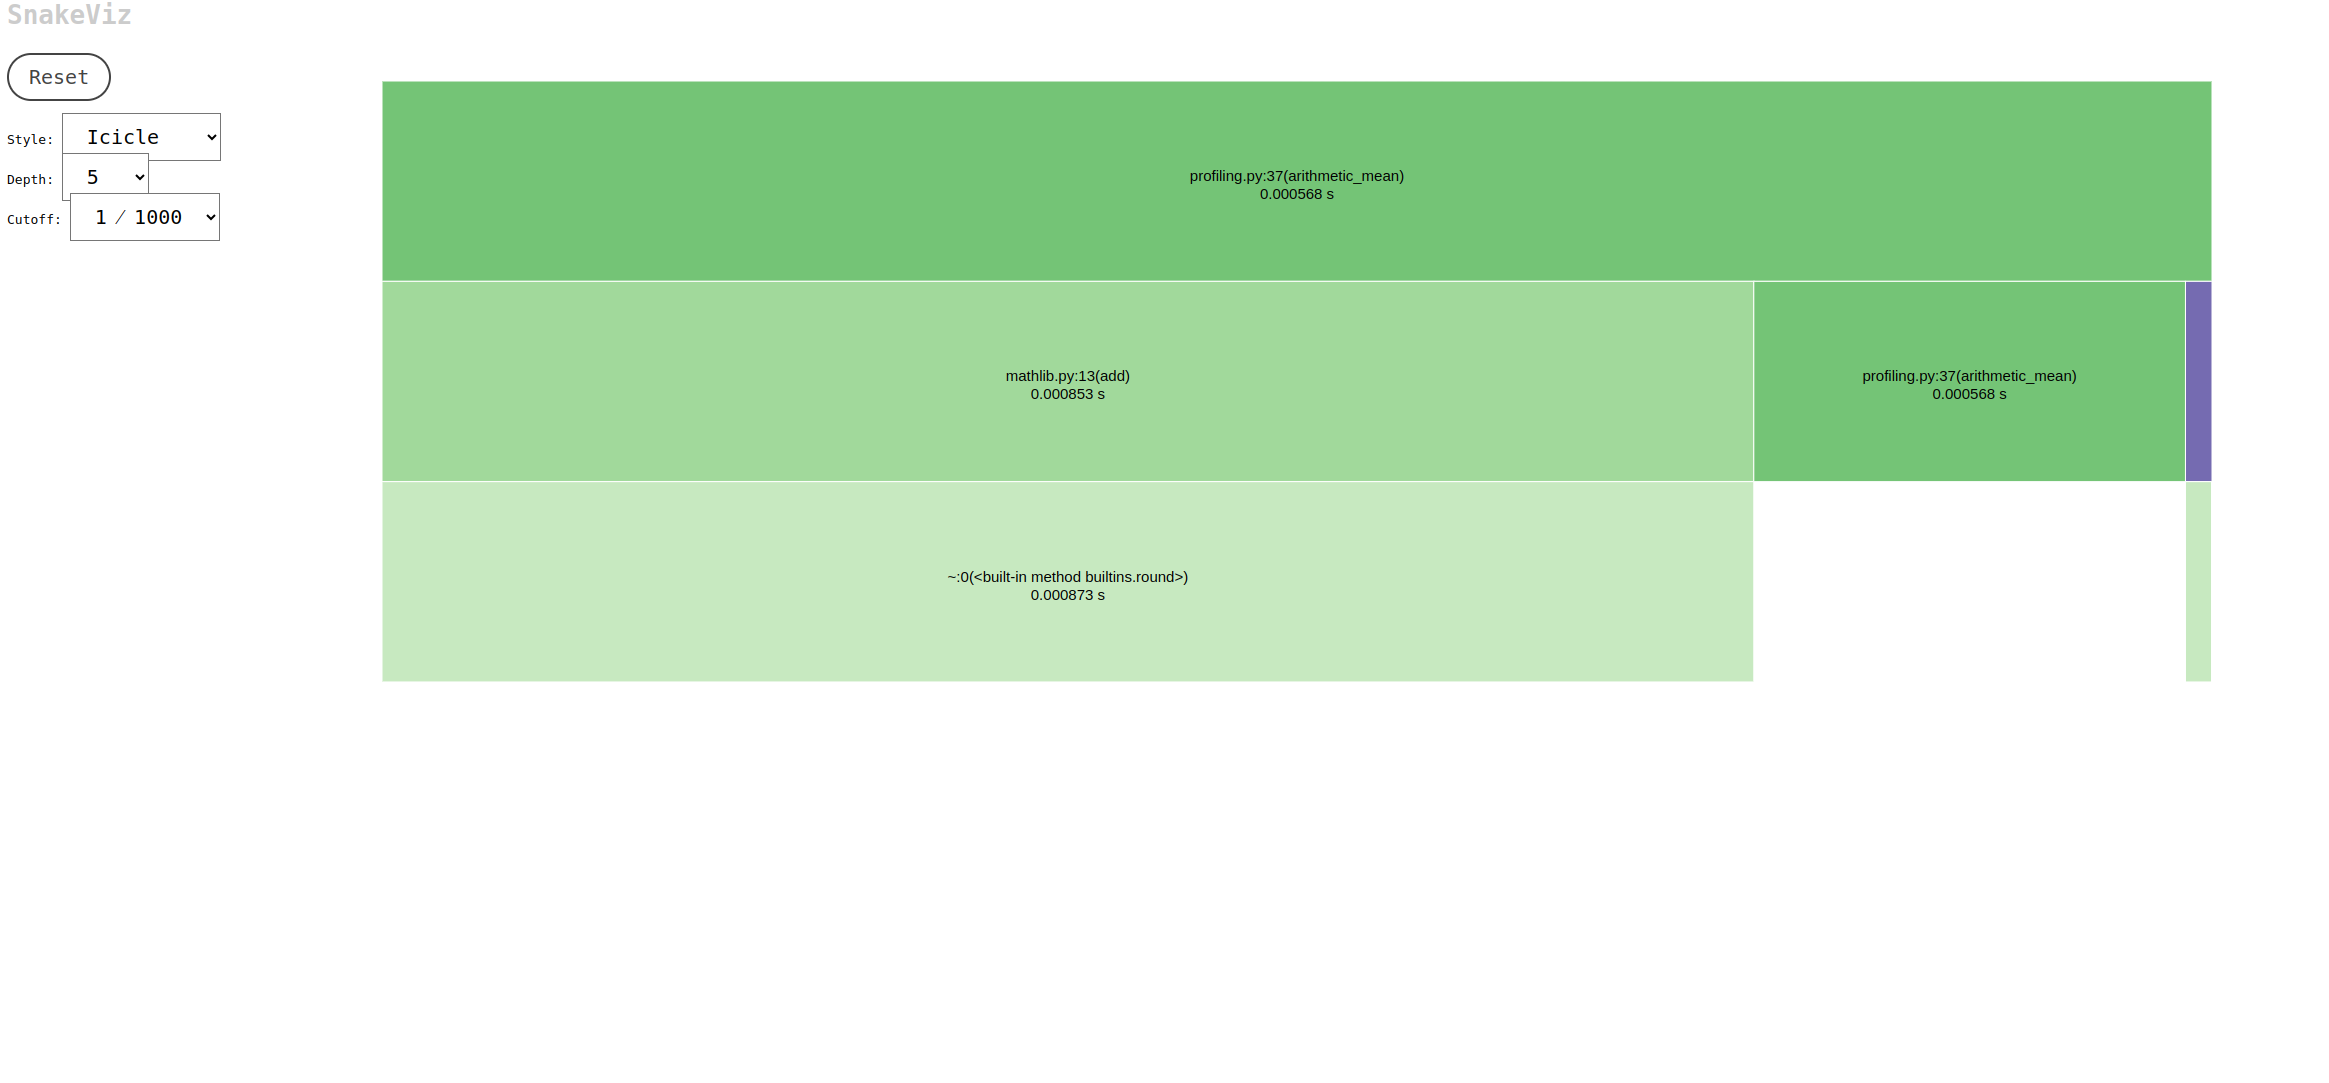 SnakeViz
Reset
Style: Icicle
Depth: 5
Cutoff: 1 ⁄ 1000
profiling.py:37(arithmetic_mean)
0.000568 s
mathlib.py:13(add)
0.000853 s
profiling.py:37(arithmetic_mean)
0.000568 s
~:0(<built-in method builtins.round>)
0.000873 s